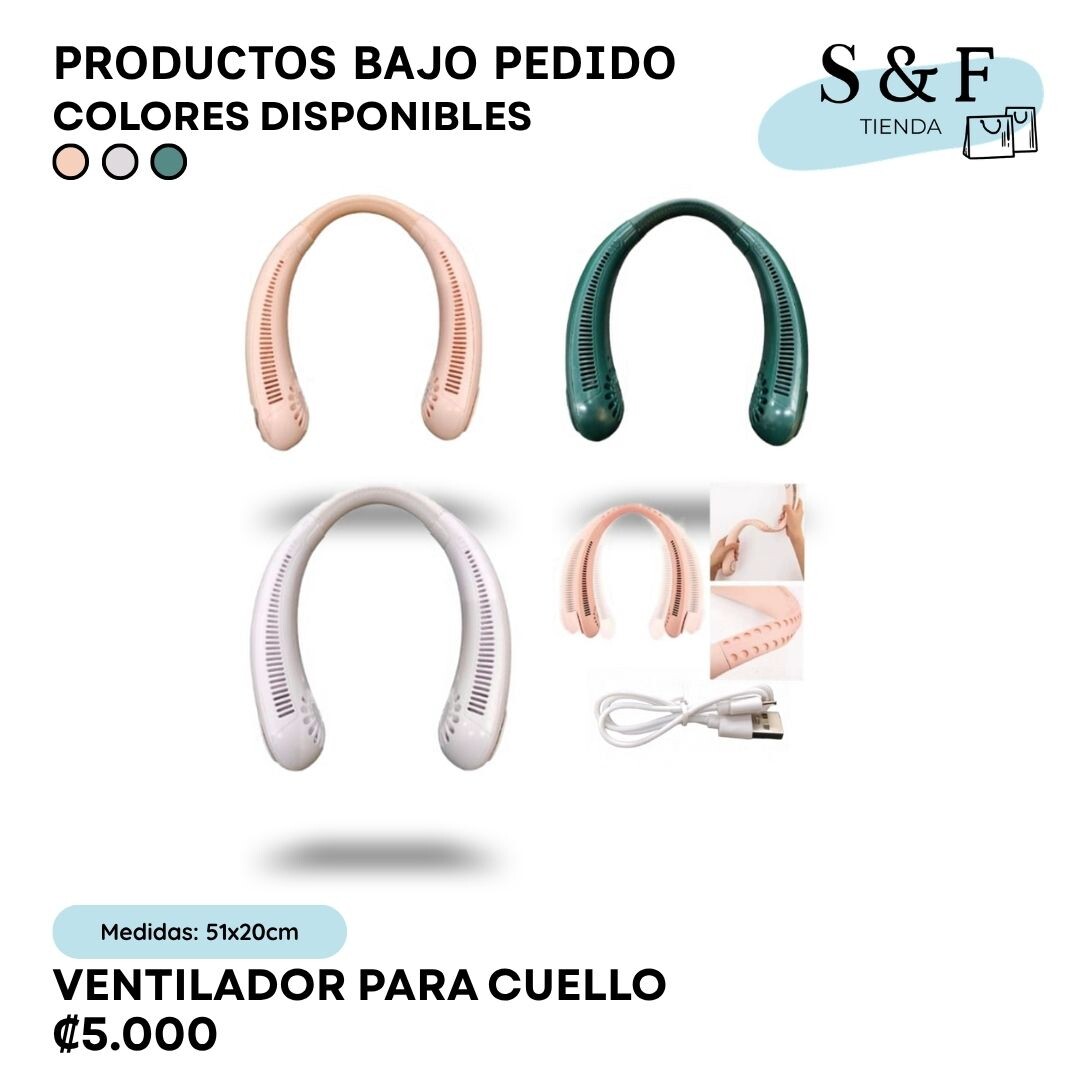 PRODUCTOS BAJO PEDIDO
COLORES DISPONIBLES
S & F
TIENDA
Medidas: 51x20cm
VENTILADOR PARA CUELLO
₡5.000